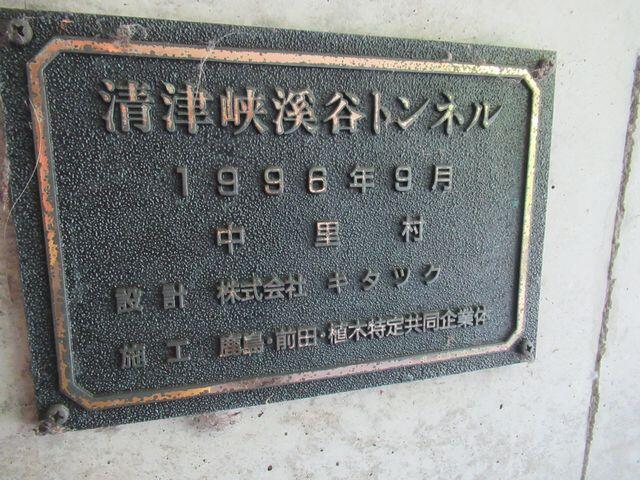 清津峡渓谷トンネル
1996年9月
中里村
設計 株式会社 キタック
施工 鹿島・前田・植木特定共同企業体